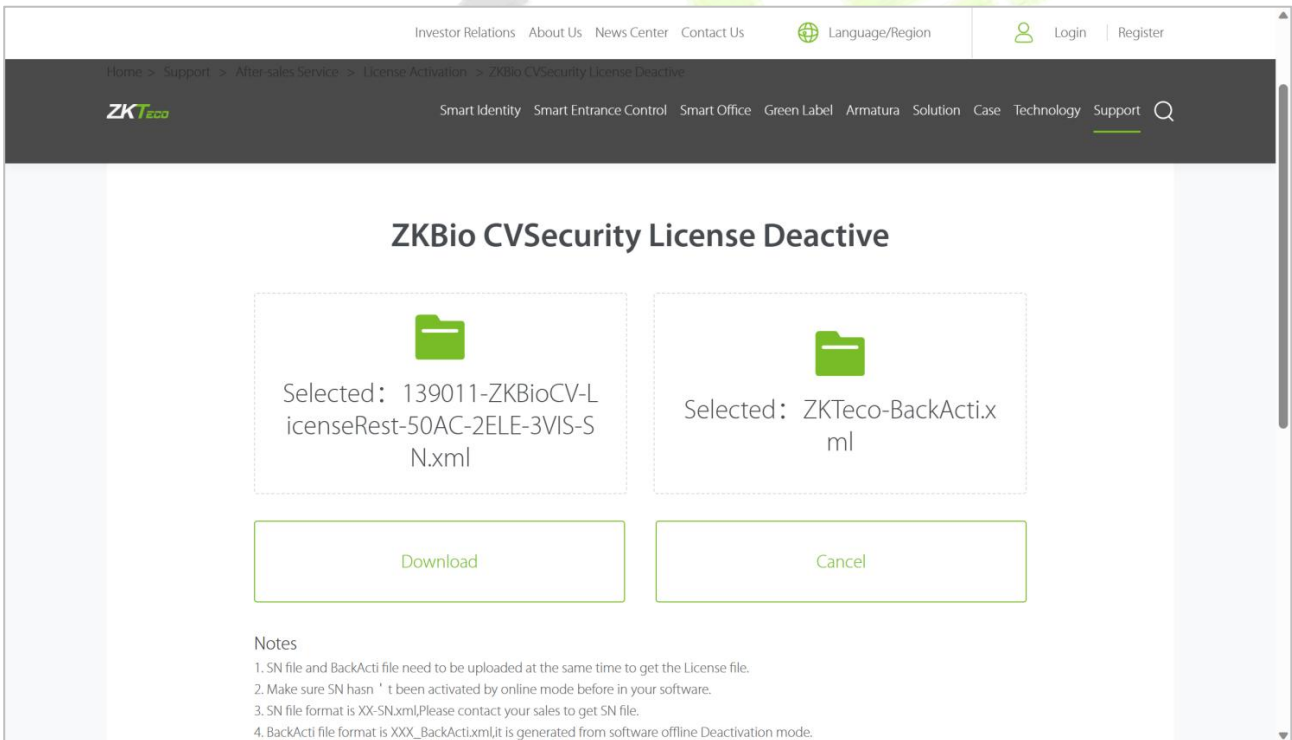 Investor Relations About Us News Center Contact Us Language/Region Login Register
Home > Support > After-sales Service > License Activation > ZKBio CVSecurity License Deactive
ZKTECO Smart Identity Smart Entrance Control Smart Office Green Label Armatura Solution Case Technology Support
ZKBio CVSecurity License Deactive
Selected： 139011-ZKBioCV-L
icenseRest-50AC-2ELE-3VIS-S
N.xml
Selected： ZKTeco-BackActi.x
ml
Download Cancel
Notes
1. SN file and BackActi file need to be uploaded at the same time to get the License file.
2. Make sure SN hasn ' t been activated by online mode before in your software.
3. SN file format is XX-SN.xml,Please contact your sales to get SN file.
4. BackActi file format is XXX_BackActi.xml,it is generated from software offline Deactivation mode.